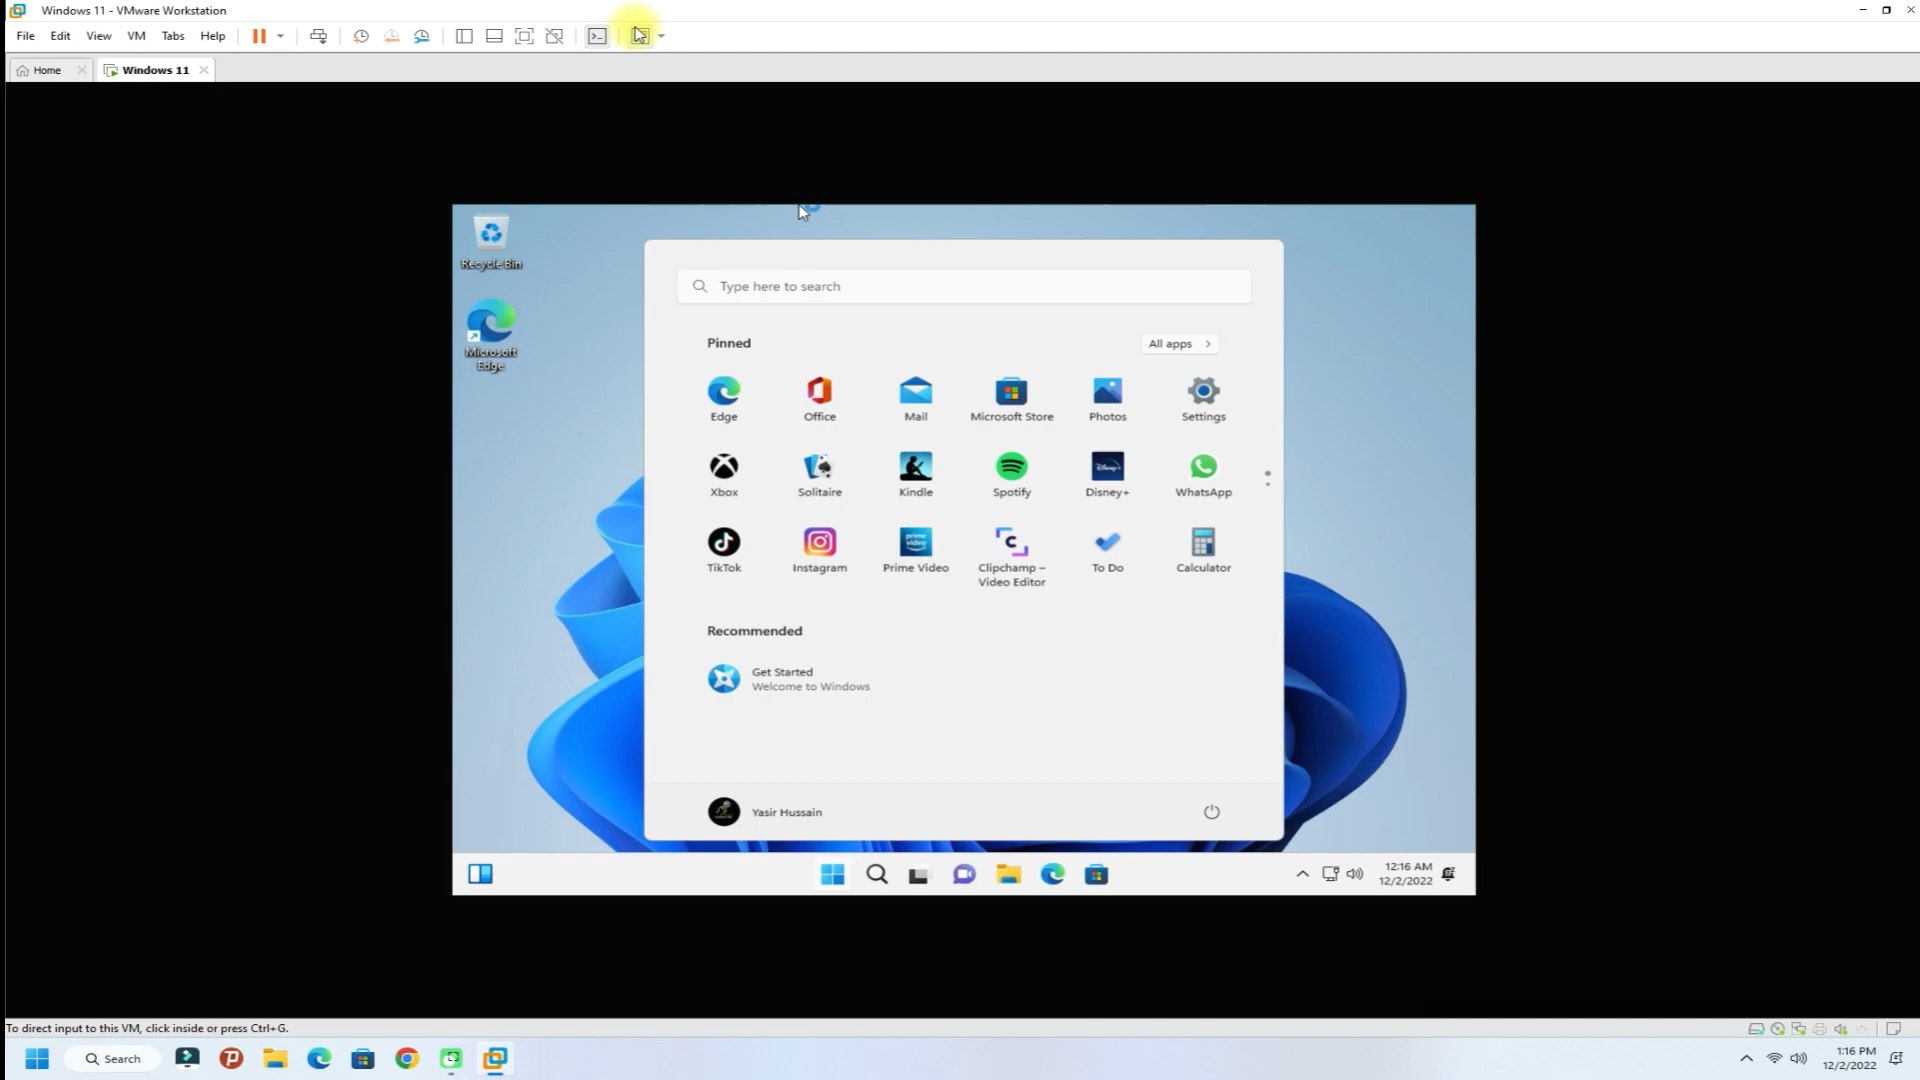 Windows 11 - VMware Workstation
File Edit View VM Tabs Help
Home Windows 11
Recycle Bin
Microsoft
Edge
Type here to search
Pinned All apps
Edge Office Mail Microsoft Store Photos Settings
Xbox Solitaire Kindle Spotify Disney+ WhatsApp
TikTok Instagram Prime Video Clipchamp –
Video Editor To Do Calculator
Recommended
Get Started
Welcome to Windows
Yasir Hussain
12:16 AM
12/2/2022
To direct input to this VM, click inside or press Ctrl+G.
Search
1:16 PM
12/2/2022